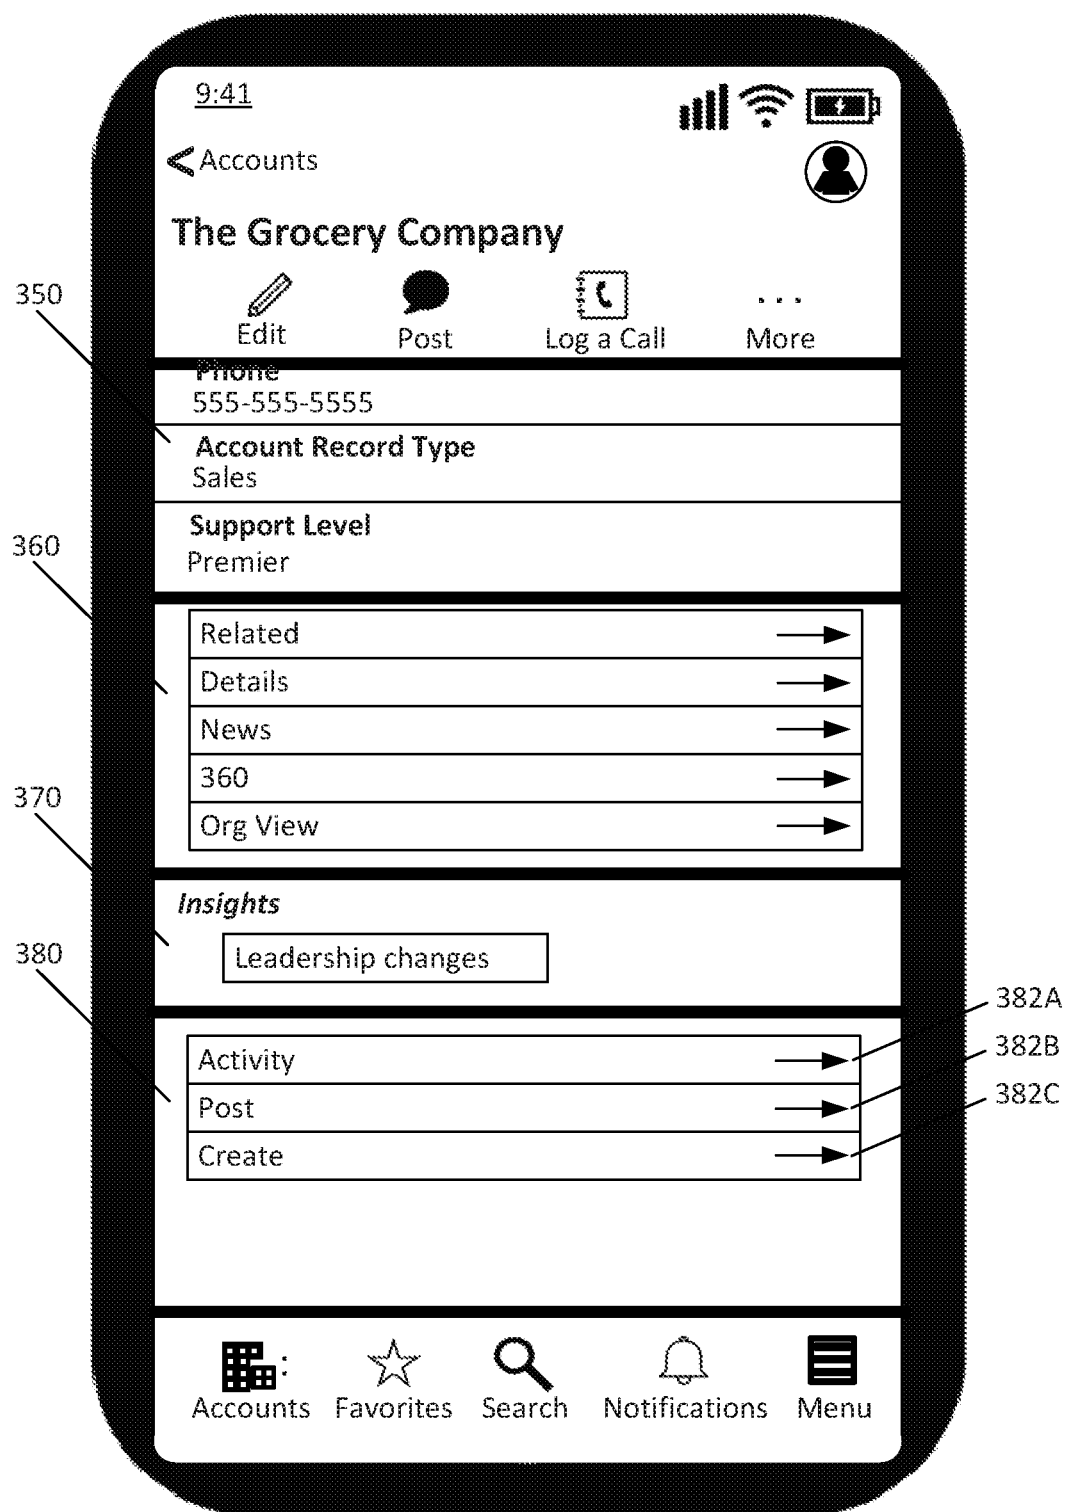 9:41
Accounts
The Grocery Company
350
Edit
Post
Log a Call
More
Phone
555-555-5555
Account Record Type
Sales
Support Level
360
Premier
Related
Details
News
360
370
Org View
Insights
380
Leadership changes
382A
Activity
382B
Post
382C
Create
Accounts
Favorites
Search
Notifications
Menu